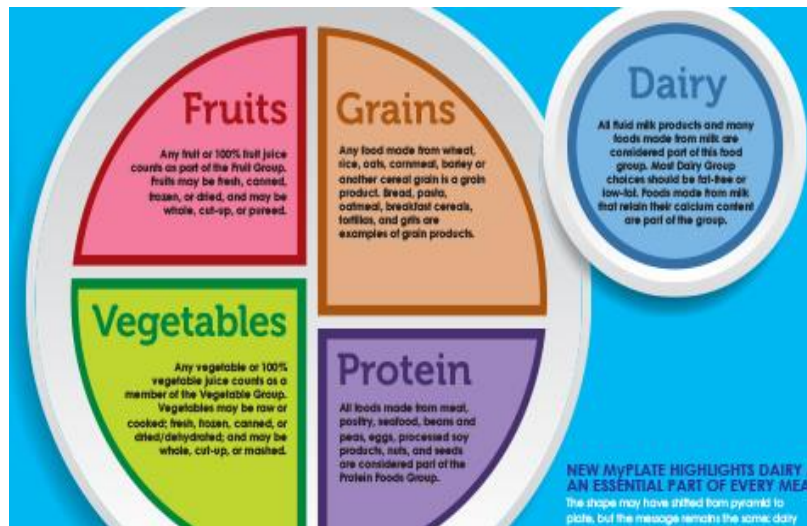 Fruits
Any fruit or 100% fruit juice
counts as part of the Fruit Group.
Fruits may be fresh, canned,
frozen, or dried, and may be
whole, cut-up, or pureed.
Grains
Any food made from wheat,
rice, oats, cornmeal, barley or
another cereal grain is a grain
product. Bread, pasta,
oatmeal, breakfast cereals,
tortillas, and grits are
examples of grain products.
Dairy
All fluid milk products and many
foods made from milk are
considered part of this food
group. Most Dairy Group
choices should be fat-free or
low-fat. Foods made from milk
that retain their calcium content
are part of the group.
Vegetables
Any vegetable or 100%
vegetable juice counts as a
member of the Vegetable Group.
Vegetables may be raw or
cooked; fresh, frozen, canned, or
dried/dehydrated; and may be
whole, cut-up, or mashed.
Protein
All foods made from meat,
poultry, seafood, beans and
peas, eggs, processed soy
products, nuts, and seeds
are considered part of the
Protein Foods Group.
NEW MyPLATE HIGHLIGHTS DAIRY
AN ESSENTIAL PART OF EVERY MEA
The shape may have shifted from pyramid to
plate, but the message remains the same: dairy